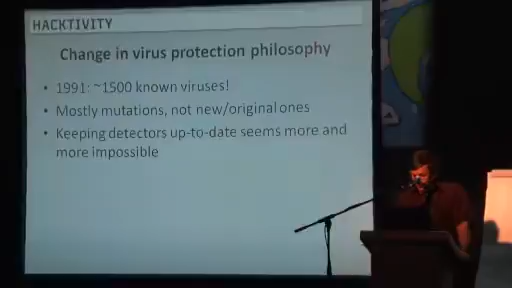 HACKTIVITY
Change in virus protection philosophy
• 1991: ~1500 known viruses!
• Mostly mutations, not new/original ones
• Keeping detectors up-to-date seems more and
more impossible